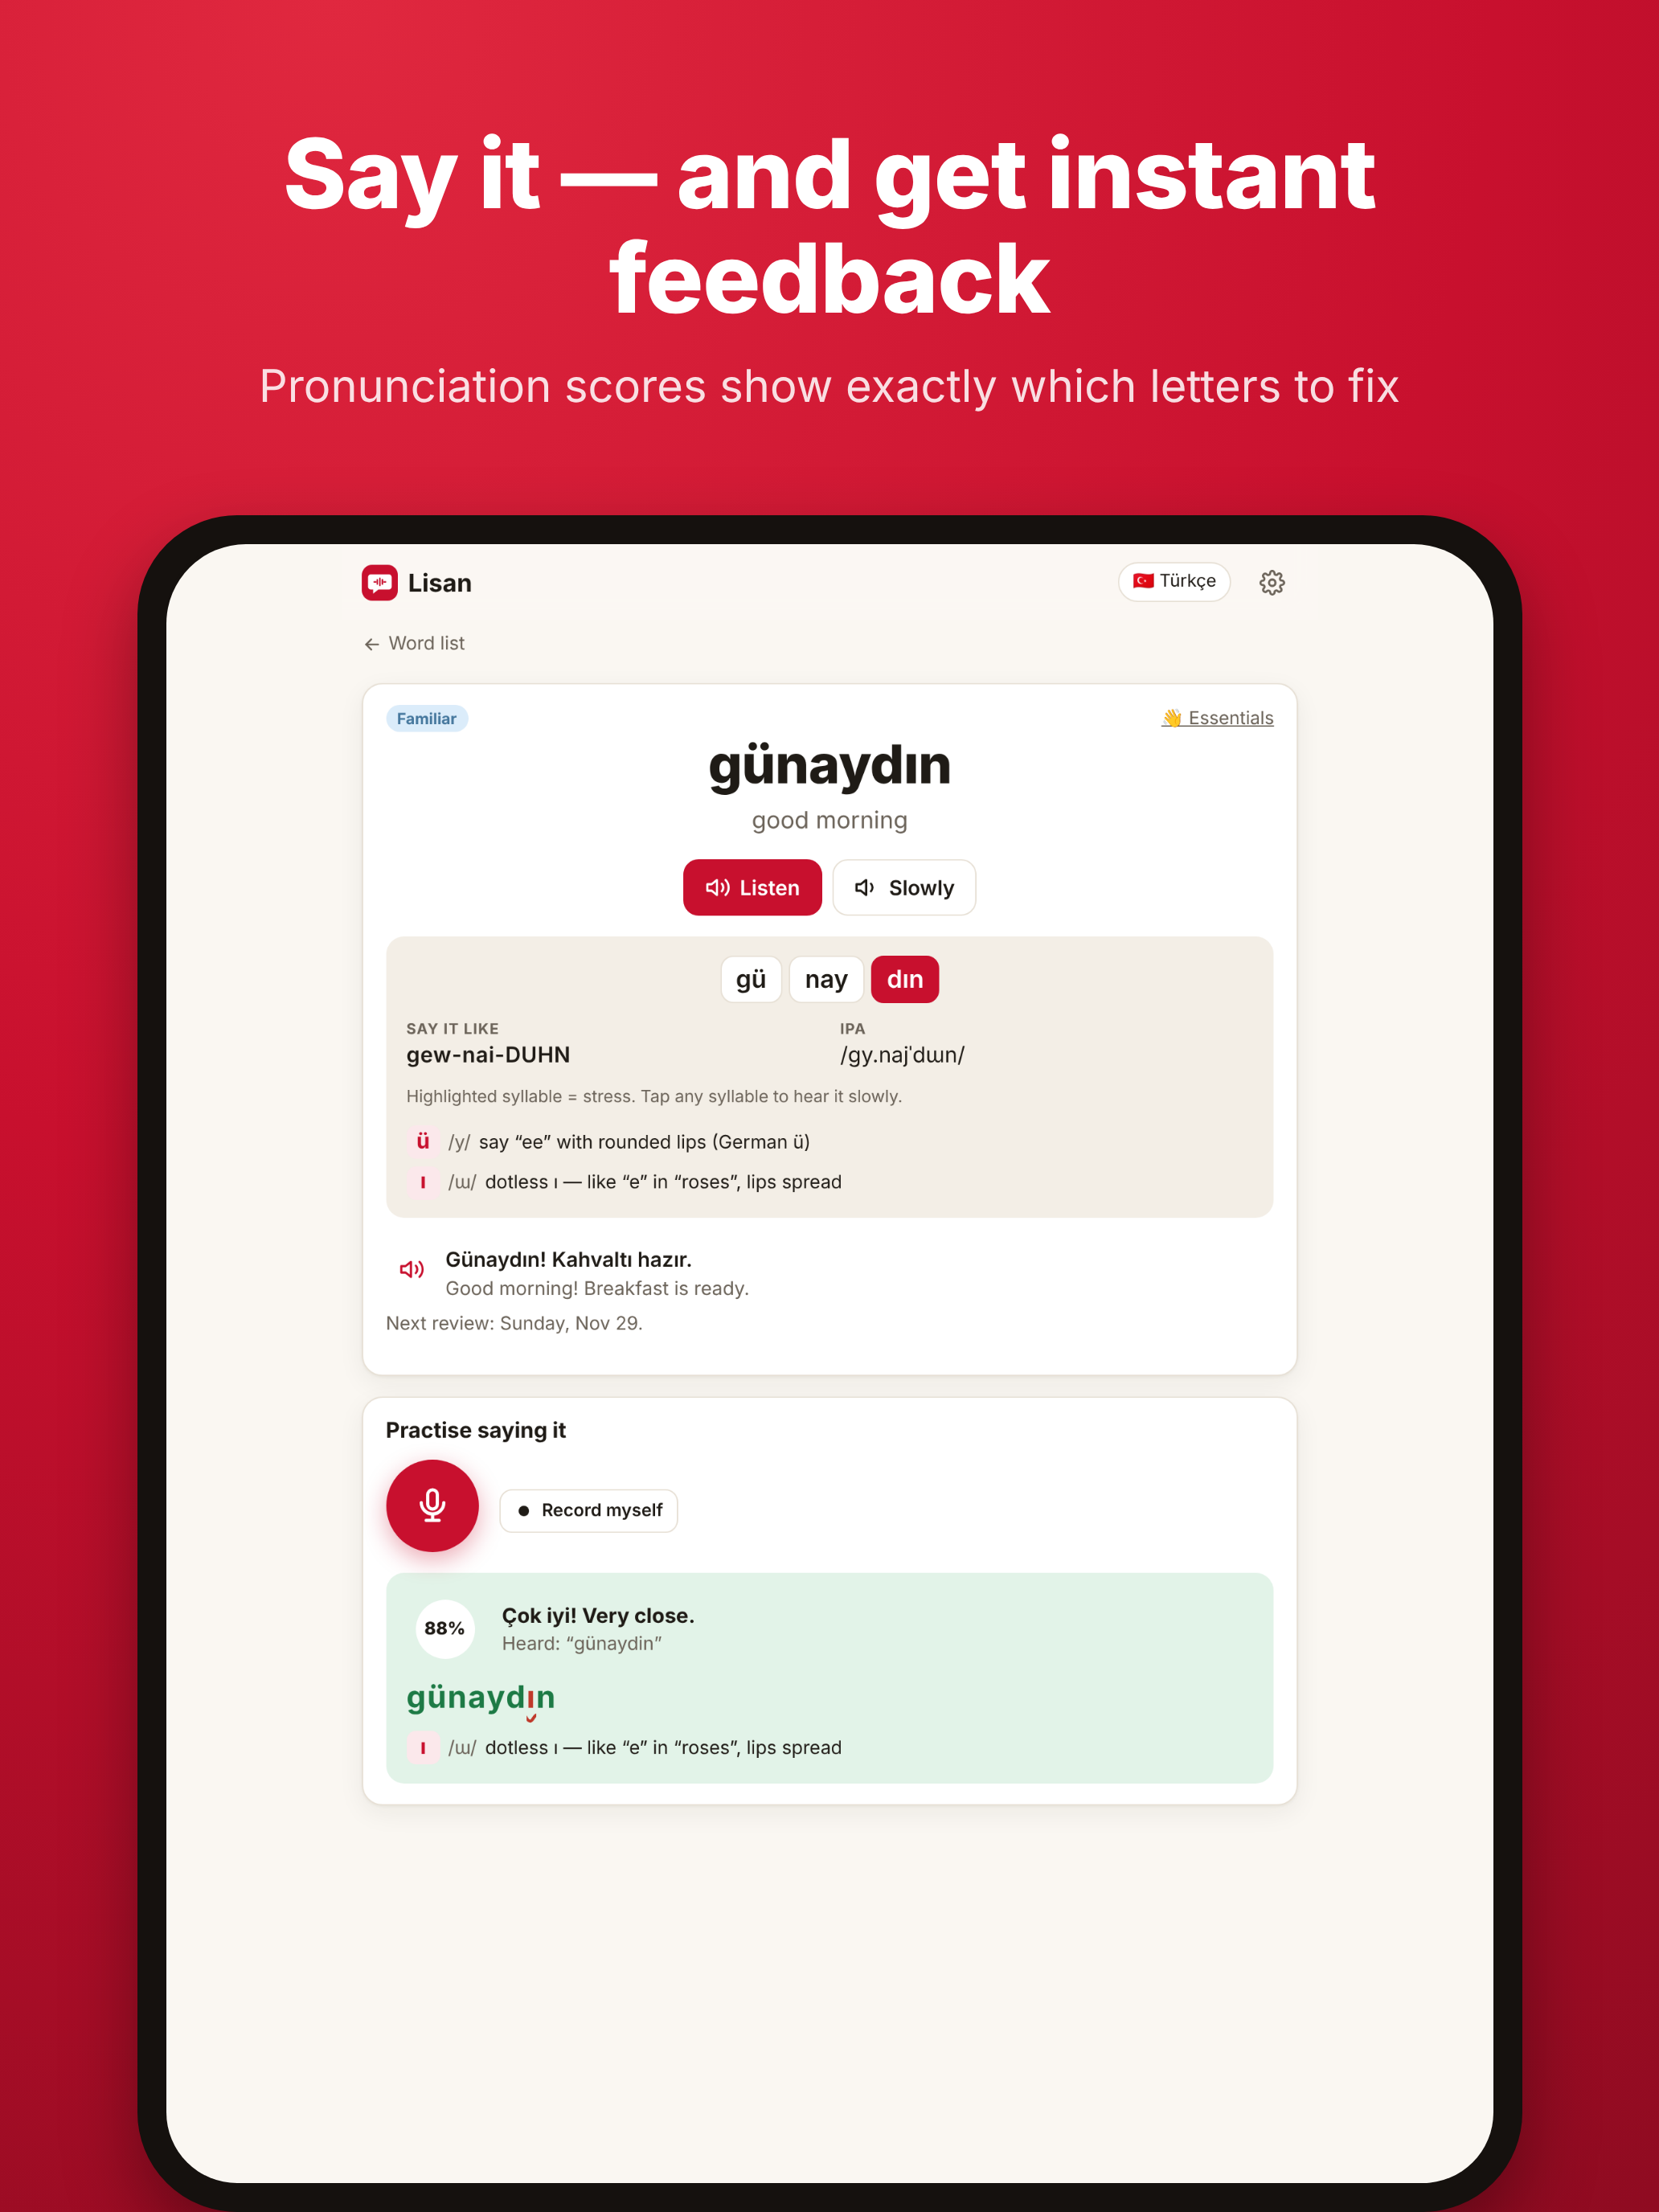 Say it — and get instant
feedback
Pronunciation scores show exactly which letters to fix
Lisan
🇹🇷 Türkçe
← Word list
Familiar
👋 Essentials
günaydın
good morning
Listen
Slowly
gü nay dın
SAY IT LIKE
gew-nai-DUHN
IPA
/ɡy.najˈdɯn/
Highlighted syllable = stress. Tap any syllable to hear it slowly.
ü /y/ say “ee” with rounded lips (German ü)
ı /ɯ/ dotless ı — like “e” in “roses”, lips spread
Günaydın! Kahvaltı hazır.
Good morning! Breakfast is ready.
Next review: Sunday, Nov 29.
Practise saying it
Record myself
88%
Çok iyi! Very close.
Heard: “günaydin”
günaydın
ı /ɯ/ dotless ı — like “e” in “roses”, lips spread